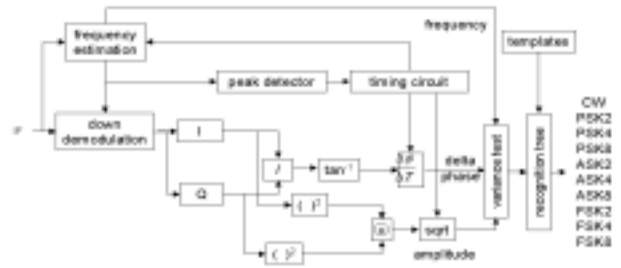 frequency
estimation
frequency
templates
peak detector
timing circuit
IF
down
demodulation
I
Q
/
tan⁻¹
delta
phase
variance test
recognition tree
( )²
( )²
sqrt
amplitude
CW
PSK2
PSK4
PSK8
ASK2
ASK4
ASK8
FSK2
FSK4
FSK8